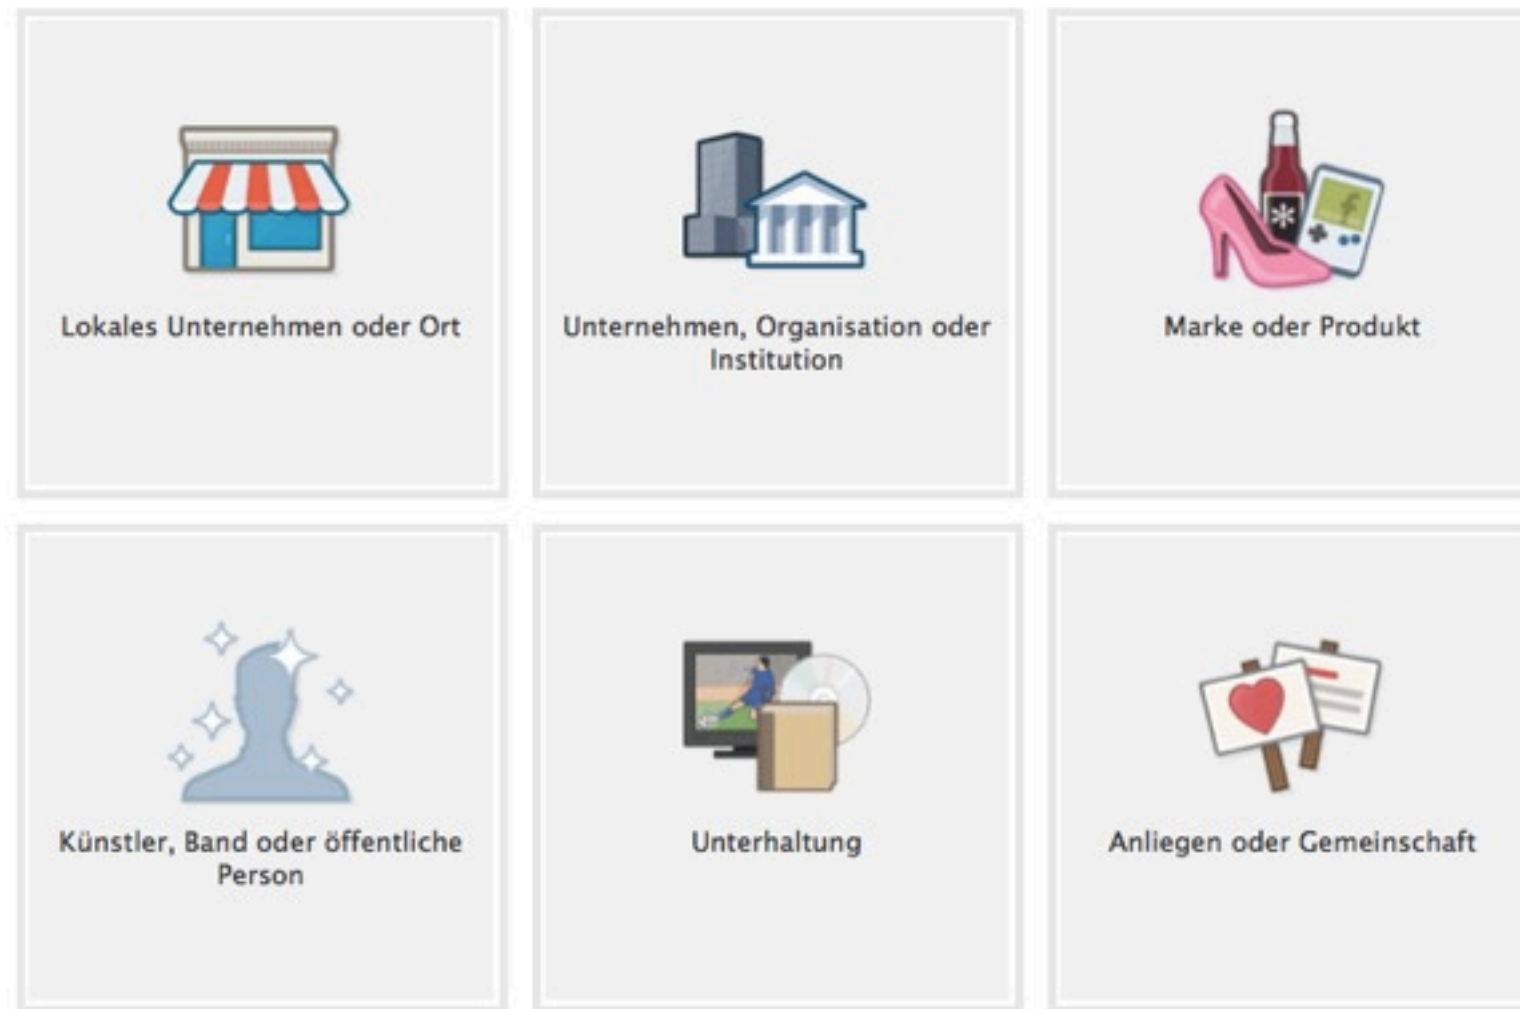 Lokales Unternehmen oder Ort
Unternehmen, Organisation oder
Institution
Marke oder Produkt
Künstler, Band oder öffentliche
Person
Unterhaltung
Anliegen oder Gemeinschaft